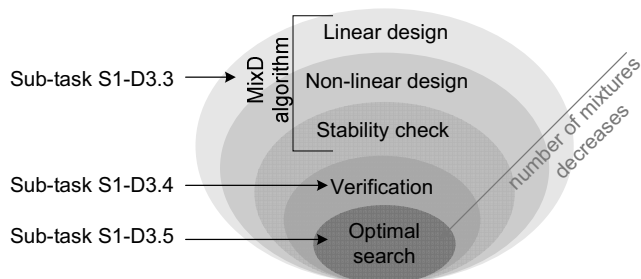 Linear design
MixD
algorithm
Sub-task S1-D3.3
Non-linear design
Stability check
number of mixtures
decreases
Sub-task S1-D3.4
Verification
Sub-task S1-D3.5
Optimal
search